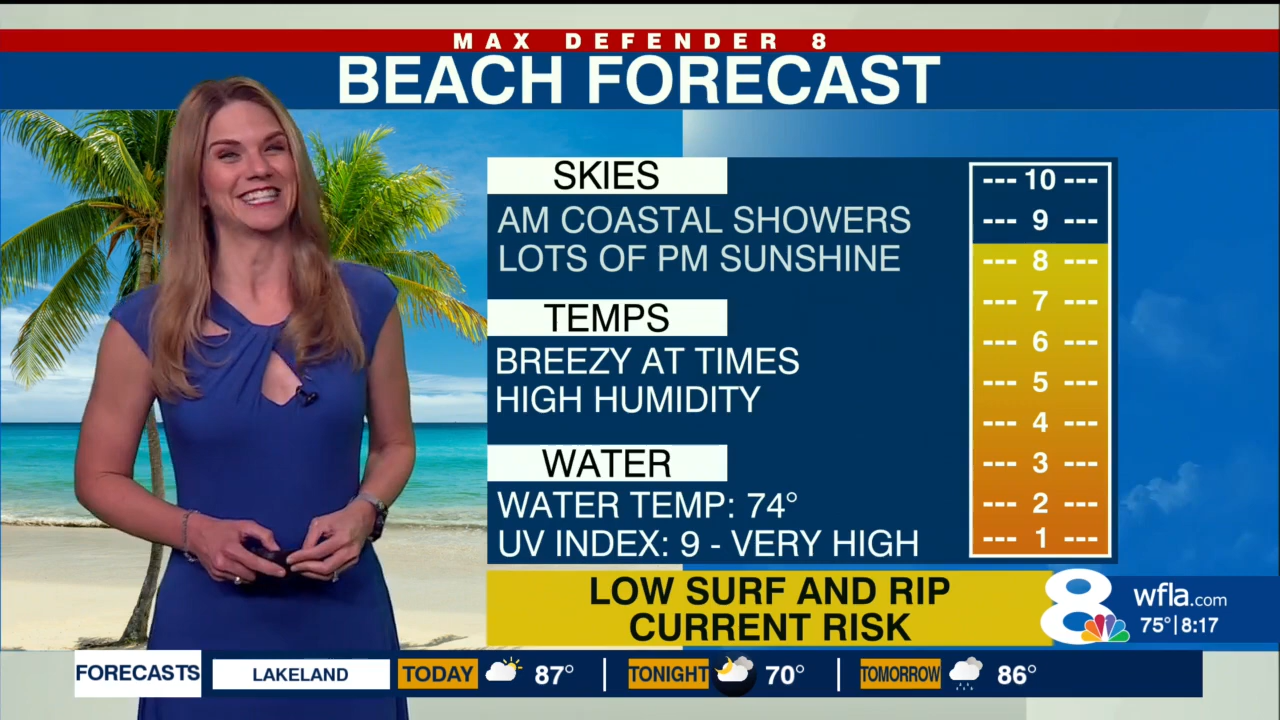 MAX DEFENDER 8
BEACH FORECAST
SKIES
AM COASTAL SHOWERS
LOTS OF PM SUNSHINE
TEMPS
BREEZY AT TIMES
HIGH HUMIDITY
WATER
WATER TEMP: 74°
UV INDEX: 9 - VERY HIGH
--- 10 ---
--- 9 ---
--- 8 ---
--- 7 ---
--- 6 ---
--- 5 ---
--- 4 ---
--- 3 ---
--- 2 ---
--- 1 ---
LOW SURF AND RIP
CURRENT RISK
8
wfla.com
75° | 8:17
FORECASTS LAKELAND TODAY 87° | TONIGHT 70° | TOMORROW 86°